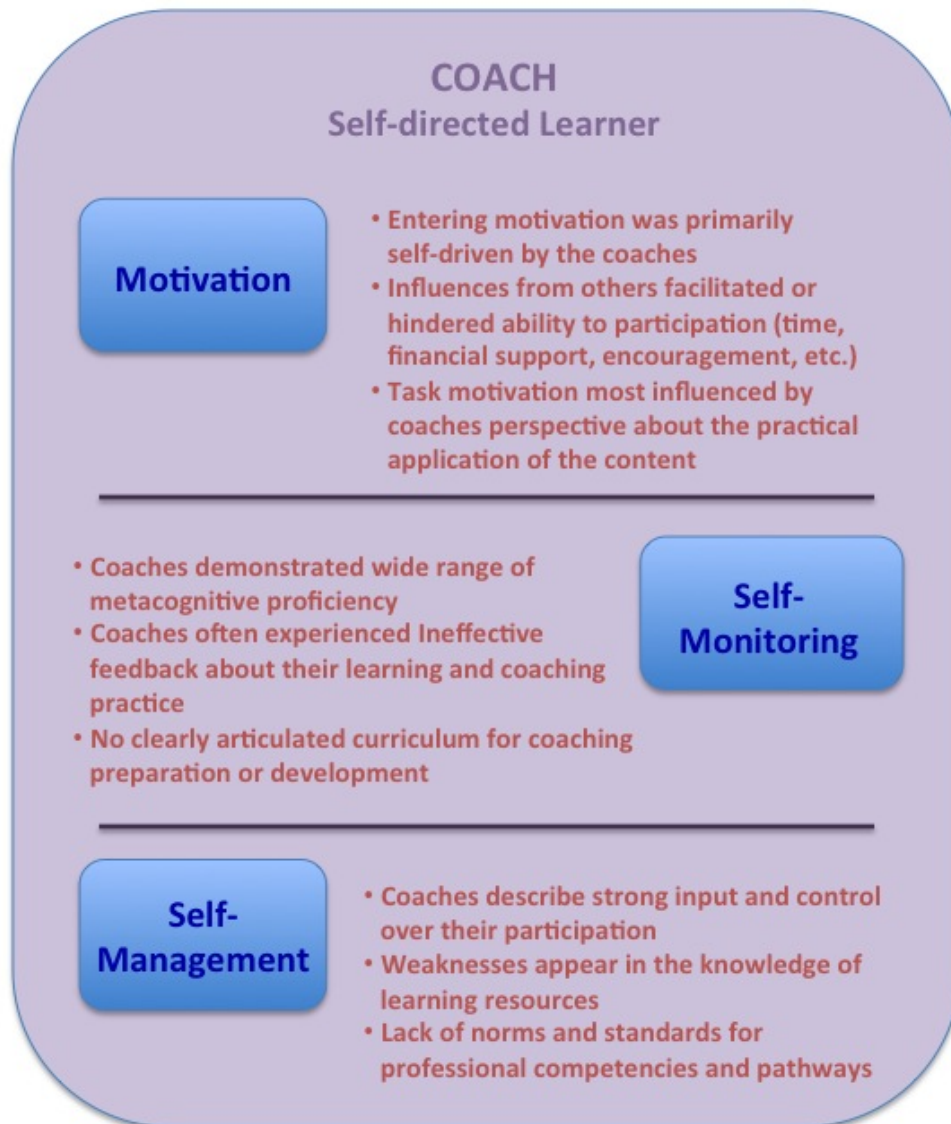 COACH
Self-directed Learner
Motivation
• Entering motivation was primarily
self-driven by the coaches
• Influences from others facilitated or
hindered ability to participation (time,
financial support, encouragement, etc.)
• Task motivation most influenced by
coaches perspective about the practical
application of the content
• Coaches demonstrated wide range of
metacognitive proficiency
• Coaches often experienced Ineffective
feedback about their learning and coaching
practice
• No clearly articulated curriculum for coaching
preparation or development
Self-
Monitoring
Self-
Management
• Coaches describe strong input and control
over their participation
• Weaknesses appear in the knowledge of
learning resources
• Lack of norms and standards for
professional competencies and pathways